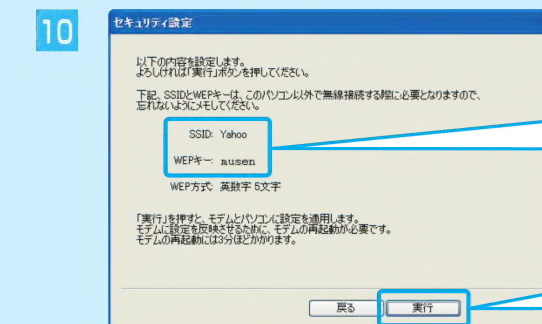 10
セキュリティ設定
以下の内容を設定します。
よろしければ「実行」ボタンを押してください。
下記、SSIDとWEPキーは、このパソコン以外で無線接続する際に必要となりますので、
忘れないようにメモしてください。
SSID: Yahoo
WEPキー: musen
WEP方式: 英数字 5文字
「実行」を押すと、モデムとパソコンに設定を適用します。
モデムに設定を反映させるために、モデムの再起動が必要です。
モデムの再起動には3分ほどかかります。
戻る 実行